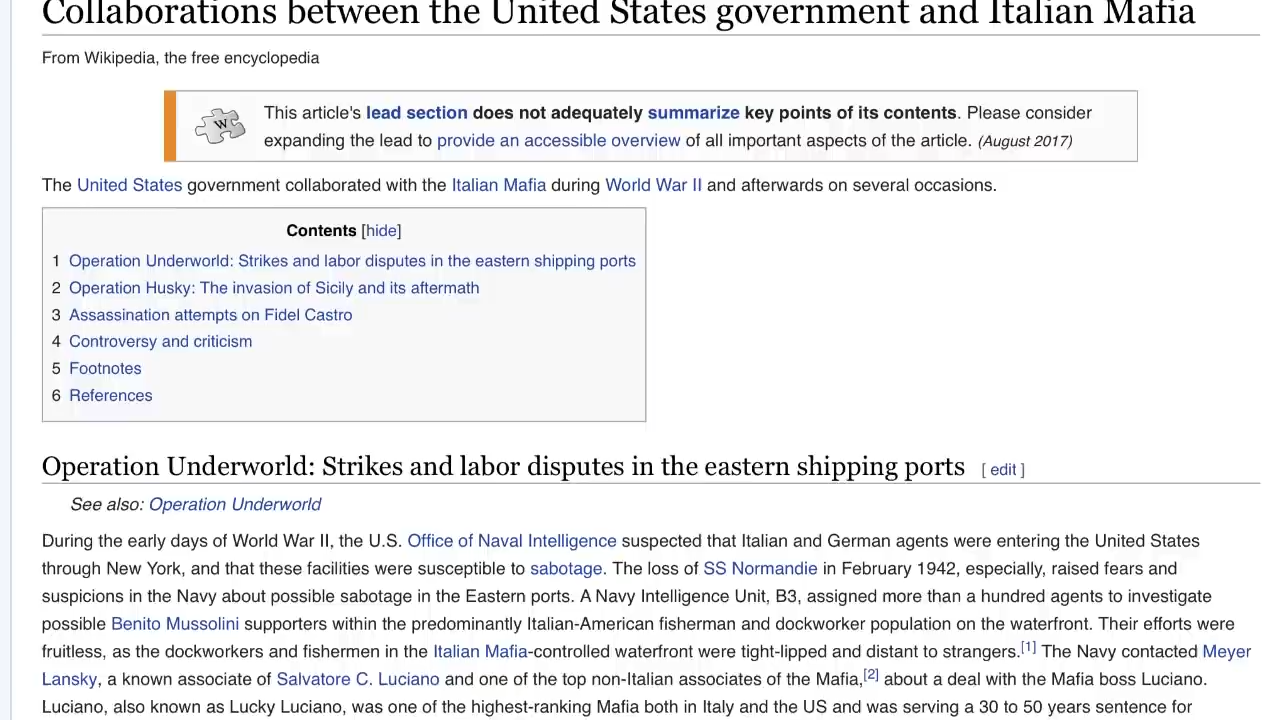 Collaborations between the United States government and Italian Mafia
From Wikipedia, the free encyclopedia
W
This article's lead section does not adequately summarize key points of its contents. Please consider
expanding the lead to provide an accessible overview of all important aspects of the article. (August 2017)
The United States government collaborated with the Italian Mafia during World War II and afterwards on several occasions.
Contents [hide]
1 Operation Underworld: Strikes and labor disputes in the eastern shipping ports
2 Operation Husky: The invasion of Sicily and its aftermath
3 Assassination attempts on Fidel Castro
4 Controversy and criticism
5 Footnotes
6 References
Operation Underworld: Strikes and labor disputes in the eastern shipping ports [ edit ]
See also: Operation Underworld
During the early days of World War II, the U.S. Office of Naval Intelligence suspected that Italian and German agents were entering the United States
through New York, and that these facilities were susceptible to sabotage. The loss of SS Normandie in February 1942, especially, raised fears and
suspicions in the Navy about possible sabotage in the Eastern ports. A Navy Intelligence Unit, B3, assigned more than a hundred agents to investigate
possible Benito Mussolini supporters within the predominantly Italian-American fisherman and dockworker population on the waterfront. Their efforts were
fruitless, as the dockworkers and fishermen in the Italian Mafia-controlled waterfront were tight-lipped and distant to strangers.[1] The Navy contacted Meyer
Lansky, a known associate of Salvatore C. Luciano and one of the top non-Italian associates of the Mafia,[2] about a deal with the Mafia boss Luciano.
Luciano, also known as Lucky Luciano, was one of the highest-ranking Mafia both in Italy and the US and was serving a 30 to 50 years sentence for